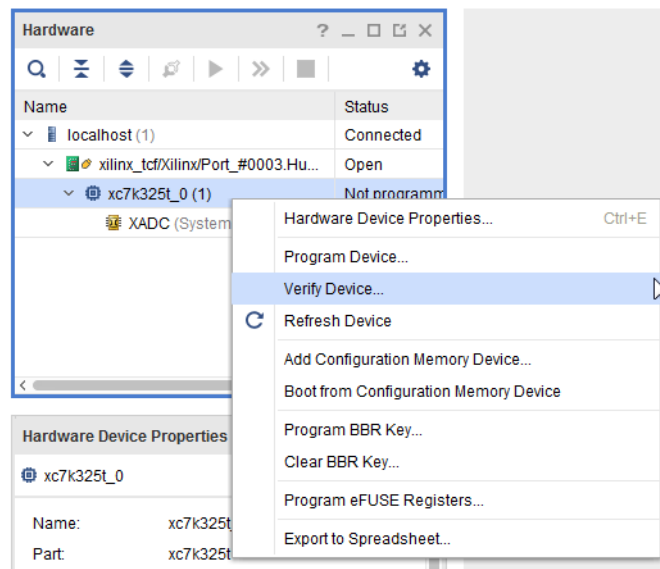 Hardware
Name Status
localhost (1) Connected
xilinx_tcf/Xilinx/Port_#0003.Hu... Open
xc7k325t_0 (1) Not programm
XADC (System
Hardware Device Properties... Ctrl+E
Program Device...
Verify Device...
Refresh Device
Add Configuration Memory Device...
Boot from Configuration Memory Device
Program BBR Key...
Clear BBR Key...
Program eFUSE Registers...
Export to Spreadsheet...
Hardware Device Properties
xc7k325t_0
Name: xc7k325t
Part: xc7k325t